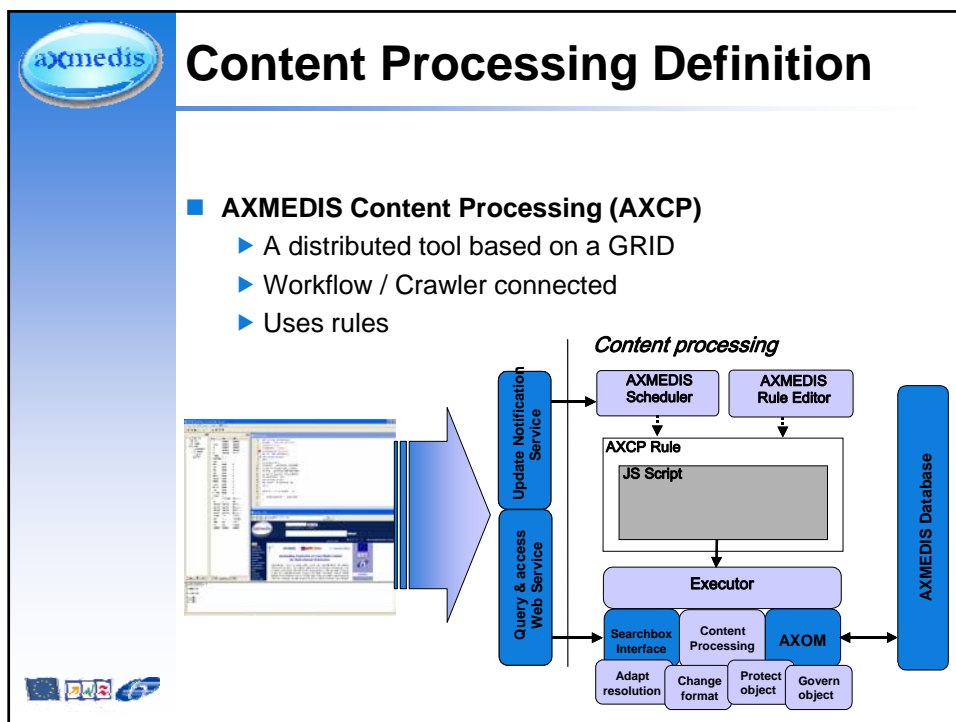 axmedis
Content Processing Definition
AXMEDIS Content Processing (AXCP)
A distributed tool based on a GRID
Workflow / Crawler connected
Uses rules
Content processing
Update Notification
Service
Query & access
Web Service
AXMEDIS
Scheduler
AXMEDIS
Rule Editor
AXCP Rule
JS Script
Executor
Searchbox
Interface
Content
Processing
AXOM
Adapt
resolution
Change
format
Protect
object
Govern
object
AXMEDIS Database